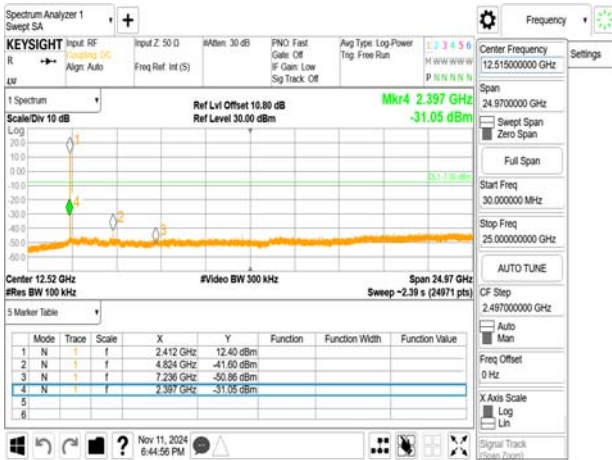 Spectrum Analyzer 1
Swept SA
+
Frequency
Settings
KEYSIGHT
R
Input: RF
Coupling: DC
Align: Auto
Input Z: 50 Ω
Freq Ref: Int (S)
#Atten: 30 dB
PNO: Fast
Gate: Off
IF Gain: Low
Sig Track: Off
Avg Type: Log-Power
Trig: Free Run
1 2 3 4 5 6
M W W W W W
P N N N N N
1 Spectrum
Scale/Div 10 dB
Ref Lvl Offset 10.80 dB
Ref Level 30.00 dBm
Mkr4 2.397 GHz
-31.05 dBm
Log
20.0
10.0
0.00
-10.0
-20.0
-30.0
-40.0
-50.0
-60.0
1
4
2
3
Center 12.52 GHz
#Res BW 100 kHz
#Video BW 300 kHz
Span 24.97 GHz
Sweep ~2.39 s (24971 pts)
5 Marker Table
Mode Trace Scale X Y Function Function Width Function Value
1 N 1 f 2.412 GHz 12.40 dBm
2 N 1 f 4.824 GHz -41.60 dBm
3 N 1 f 7.236 GHz -50.86 dBm
4 N 1 f 2.397 GHz -31.05 dBm
5
6
Nov 11, 2024
6:44:56 PM
Center Frequency
12.515000000 GHz
Span
24.9700000 GHz
Swept Span
Zero Span
Full Span
Start Freq
30.000000 MHz
Stop Freq
25.000000000 GHz
AUTO TUNE
CF Step
2.497000000 GHz
Auto
Man
Freq Offset
0 Hz
X Axis Scale
Log
Lin
Signal Track
(Span Zoom)